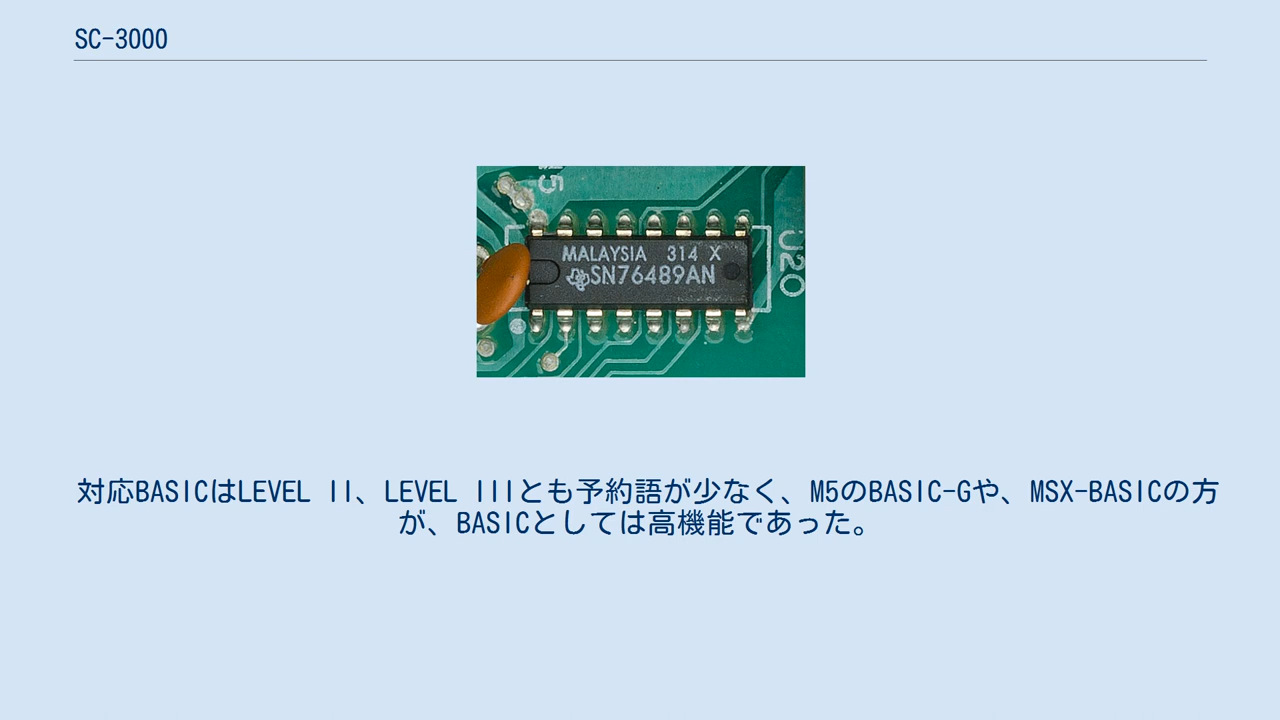 SC-3000
N5
MALAYSIA 314 X
SN76489AN
U20
対応BASICはLEVEL II、LEVEL IIIとも予約語が少なく、M5のBASIC-Gや、MSX-BASICの方
が、BASICとしては高機能であった。